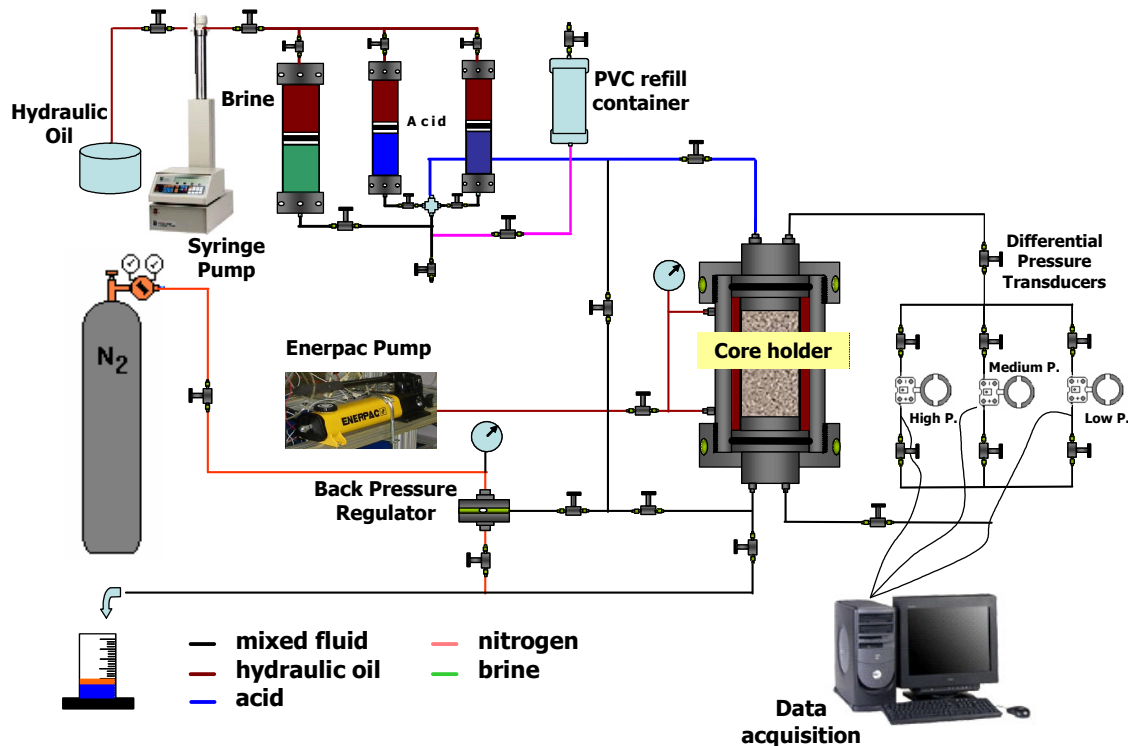 Hydraulic
Oil
Syringe
Pump
Brine
Acid
PVC refill
container
Differential
Pressure
Transducers
N2
Enerpac Pump
ENERPAC
Core holder
High P.
Medium P.
Low P.
Back Pressure
Regulator
mixed fluid
hydraulic oil
acid
nitrogen
brine
Data
acquisition